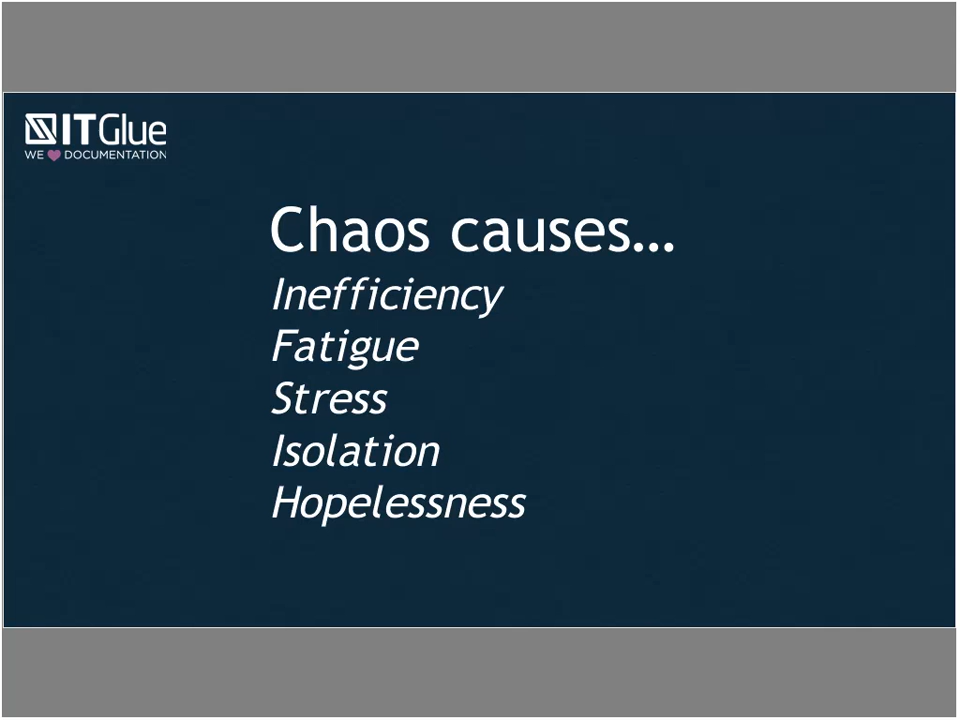 ITGlue
WE ❤ DOCUMENTATION
Chaos causes…
Inefficiency
Fatigue
Stress
Isolation
Hopelessness